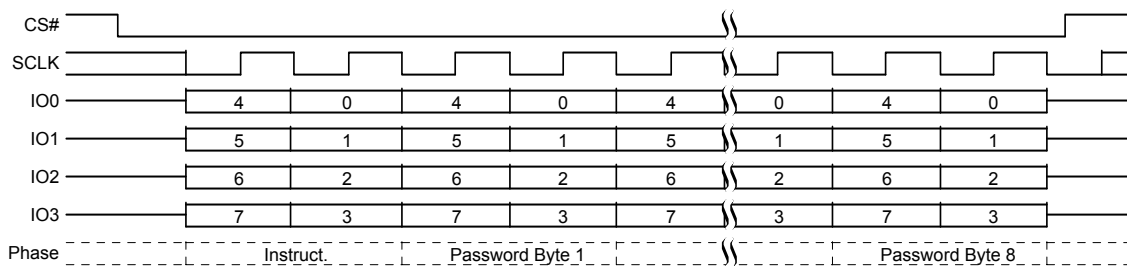 CS#
SCLK
IO0 4 0 4 0 4 0 4 0
IO1 5 1 5 1 5 1 5 1
IO2 6 2 6 2 6 2 6 2
IO3 7 3 7 3 7 3 7 3
Phase Instruct. Password Byte 1 Password Byte 8